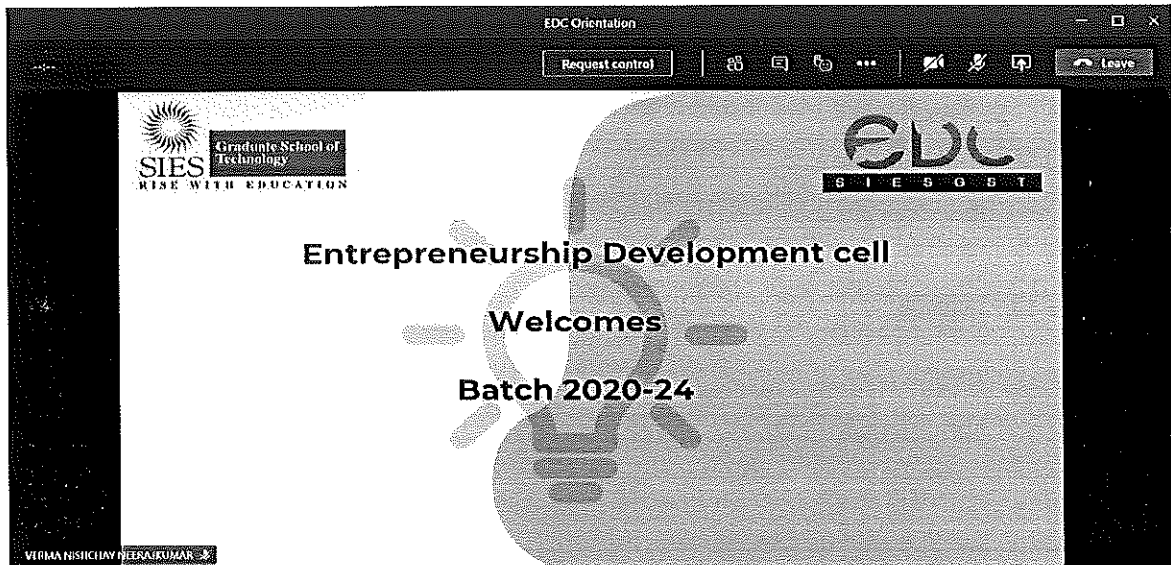 EDC Orientation
Request control
Leave
SIES
Graduate School of
Technology
RISE WITH EDUCATION
EDC
SIESGST
Entrepreneurship Development cell
Welcomes
Batch 2020-24
VERMA NISHCHAY NEERAJKUMAR